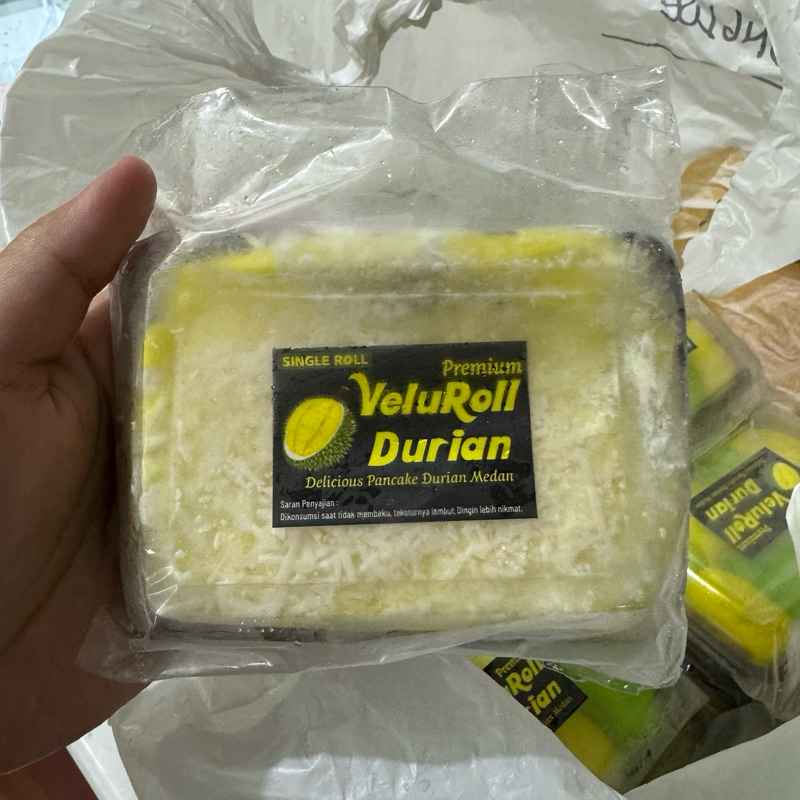 SINGLE ROLL
Premium
VeluRoll
Durian
Delicious Pancake Durian Medan
Saran Penyajian :
Dikonsumsi saat tidak membeku, teksturnya lembut, Dingin lebih nikmat.
Premium
VeluRoll
Durian